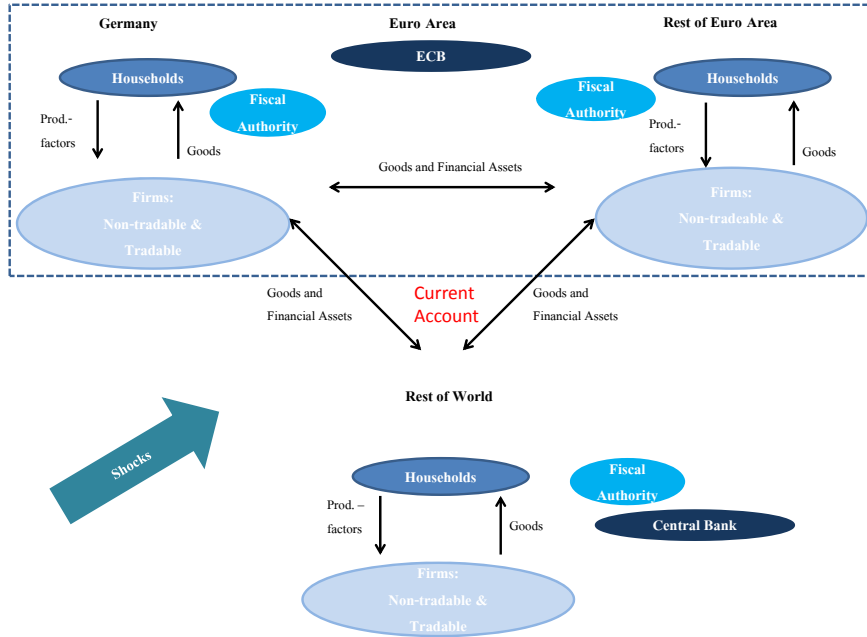 Germany
Euro Area
Rest of Euro Area
ECB
Households
Households
Fiscal
Authority
Fiscal
Authority
Prod.-
factors
Goods
Prod.-
factors
Goods
Goods and Financial Assets
Firms:
Non-tradable &
Tradable
Firms:
Non-tradeable &
Tradable
Goods and
Financial Assets
Current
Account
Goods and
Financial Assets
Rest of World
Shocks
Households
Fiscal
Authority
Prod. –
factors
Goods
Central Bank
Firms:
Non-tradable &
Tradable